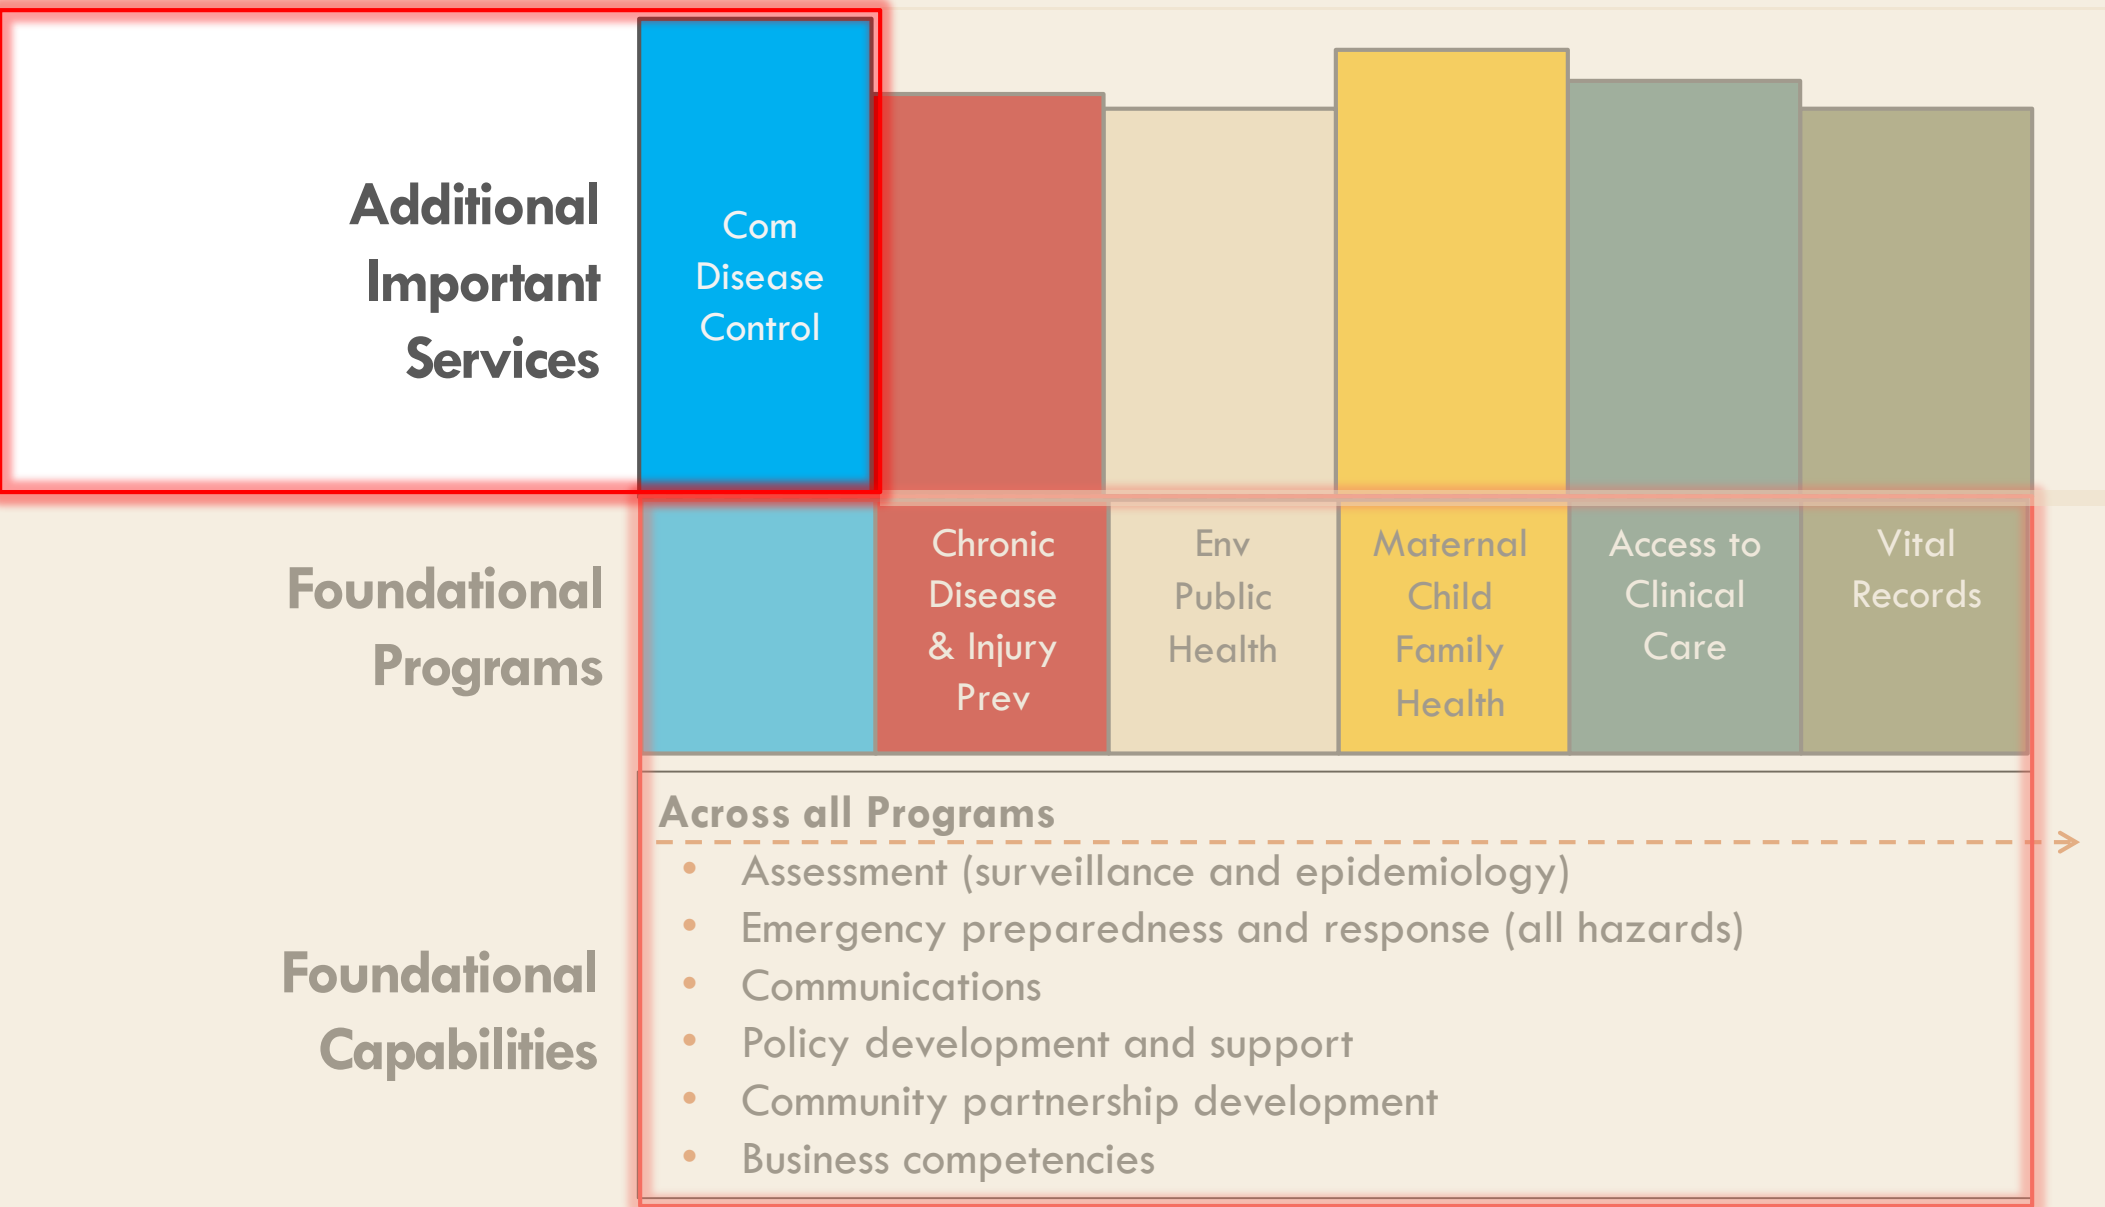 Additional
Important
Services
Com
Disease
Control
Foundational
Programs
Chronic
Disease
& Injury
Prev
Env
Public
Health
Maternal
Child
Family
Health
Access to
Clinical
Care
Vital
Records
Foundational
Capabilities
Across all Programs
• Assessment (surveillance and epidemiology)
• Emergency preparedness and response (all hazards)
• Communications
• Policy development and support
• Community partnership development
• Business competencies